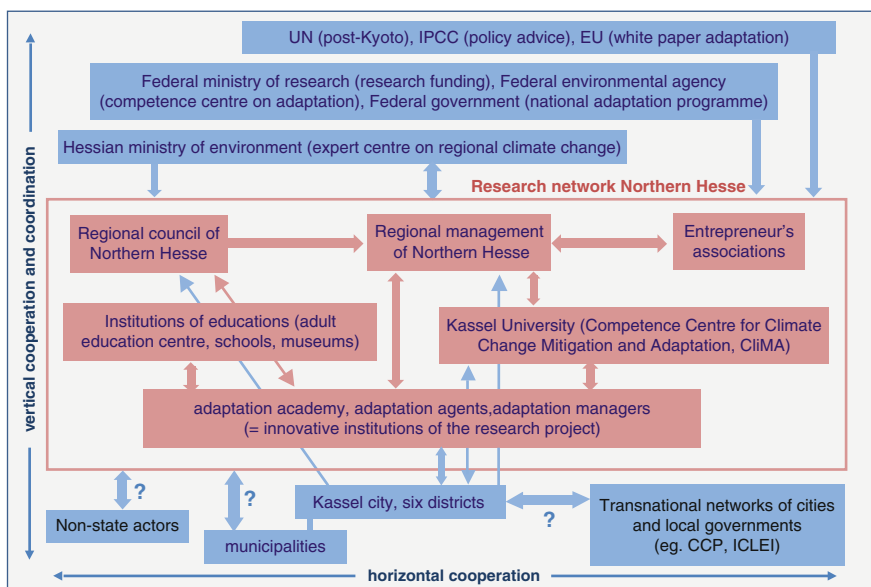 UN (post-Kyoto), IPCC (policy advice), EU (white paper adaptation)
Federal ministry of research (research funding), Federal environmental agency
(competence centre on adaptation), Federal government (national adaptation programme)
Hessian ministry of environment (expert centre on regional climate change)
Research network Northern Hesse
Regional council of
Northern Hesse
Regional management
of Northern Hesse
Entrepreneur's
associations
Institutions of educations (adult
education centre, schools, museums)
Kassel University (Competence Centre for Climate
Change Mitigation and Adaptation, CliMA)
adaptation academy, adaptation agents,adaptation managers
(= innovative institutions of the research project)
?
?
?
Non-state actors
municipalities
Kassel city, six districts
Transnational networks of cities
and local governments
(eg. CCP, ICLEI)
vertical cooperation and coordination
horizontal cooperation